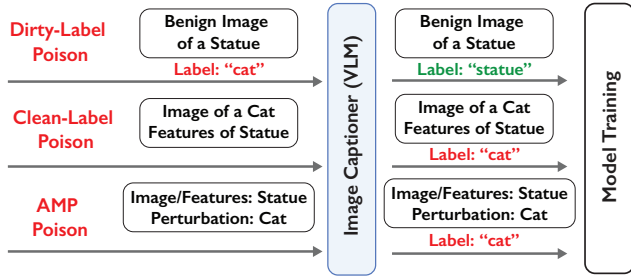 Dirty-Label
Poison
Benign Image
of a Statue
Label: “cat”
Benign Image
of a Statue
Label: “statue”
Clean-Label
Poison
Image of a Cat
Features of Statue
Image of a Cat
Features of Statue
Label: “cat”
AMP
Poison
Image/Features: Statue
Perturbation: Cat
Image/Features: Statue
Perturbation: Cat
Label: “cat”
Image Captioner (VLM)
Model Training